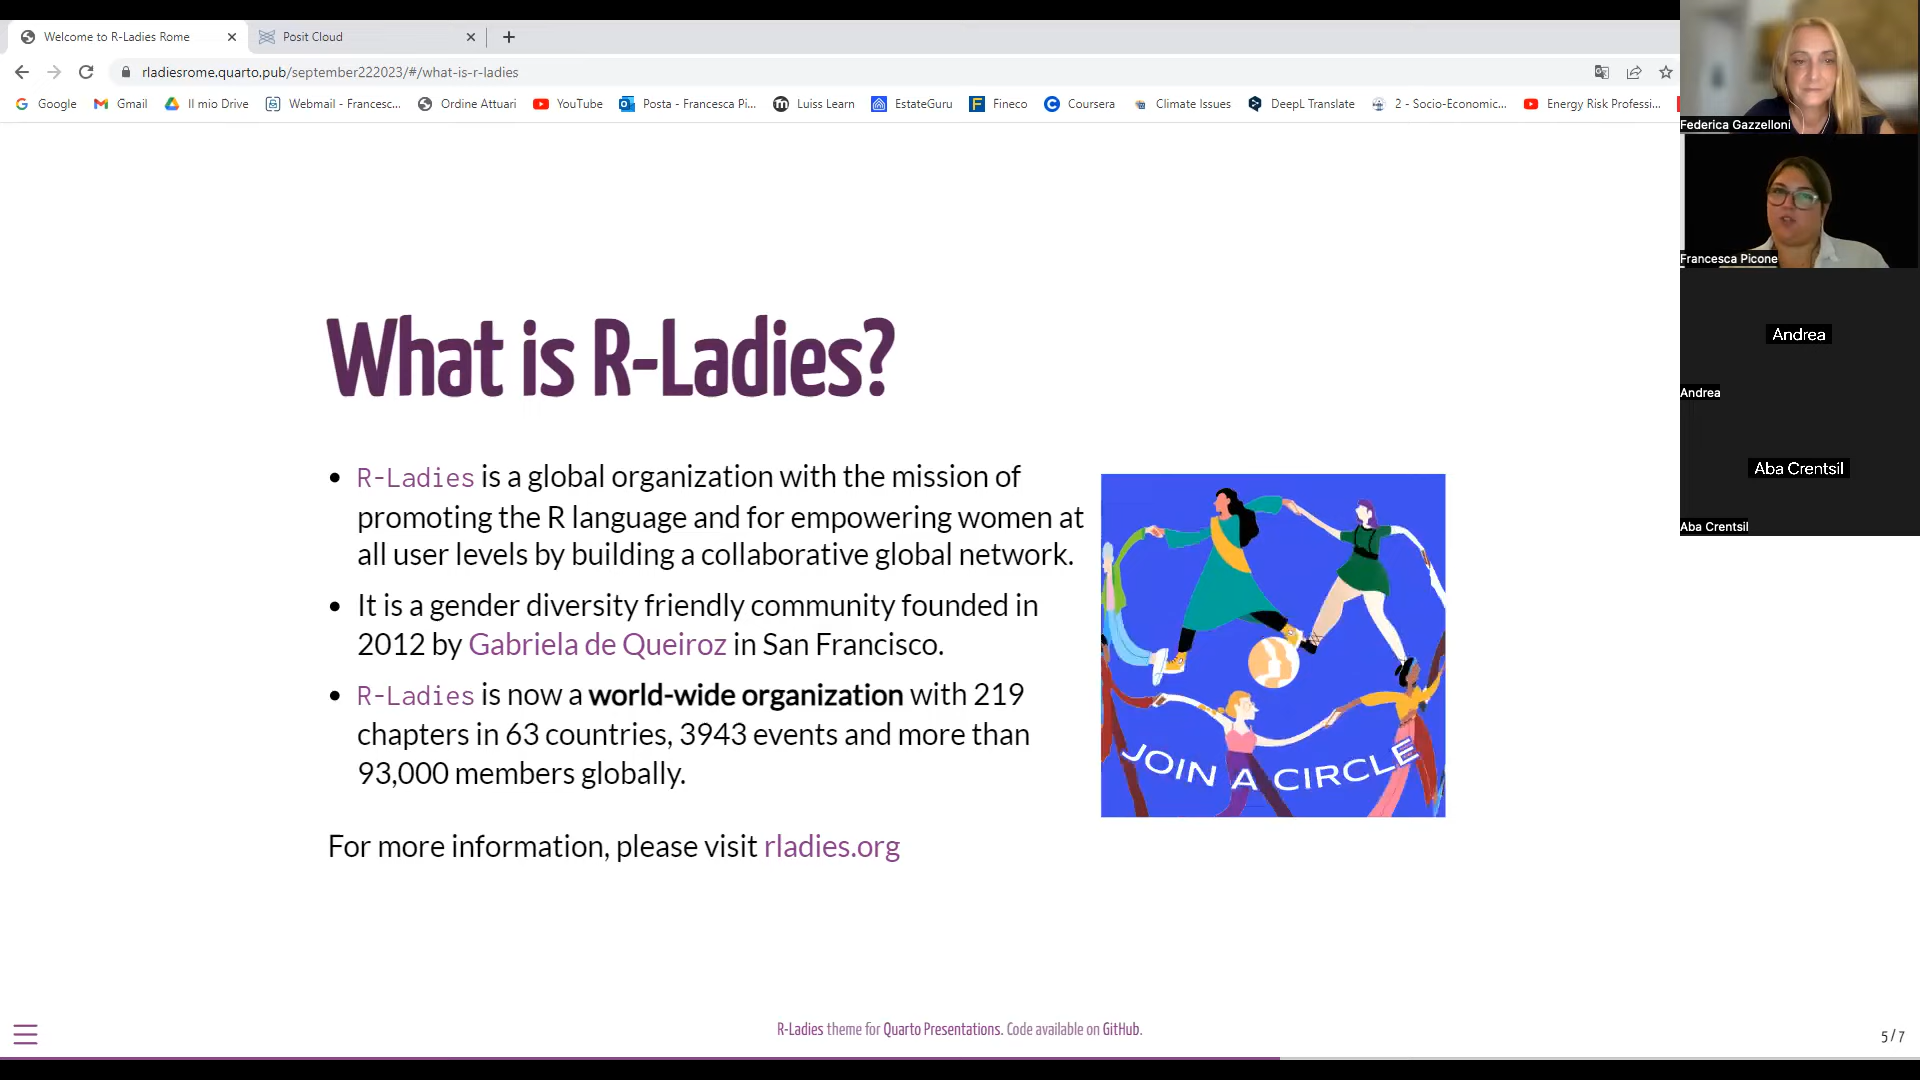 Welcome to R-Ladies Rome
Posit Cloud
rladiesrome.quarto.pub/september222023/#/what-is-r-ladies
Google
Gmail
Il mio Drive
Webmail - Francesc...
Ordine Attuari
YouTube
Posta - Francesca Pi...
Luiss Learn
EstateGuru
Fineco
Coursera
Climate Issues
DeepL Translate
2 - Socio-Economic...
Energy Risk Professi...
What is R-Ladies?
• R-Ladies is a global organization with the mission of
promoting the R language and for empowering women at
all user levels by building a collaborative global network.
• It is a gender diversity friendly community founded in
2012 by Gabriela de Queiroz in San Francisco.
• R-Ladies is now a world-wide organization with 219
chapters in 63 countries, 3943 events and more than
93,000 members globally.
For more information, please visit rladies.org
JOIN A CIRCLE
R-Ladies theme for Quarto Presentations. Code available on GitHub.
5 / 7
Federica Gazzelloni
Francesca Picone
Andrea
Andrea
Aba Crentsil
Aba Crentsil